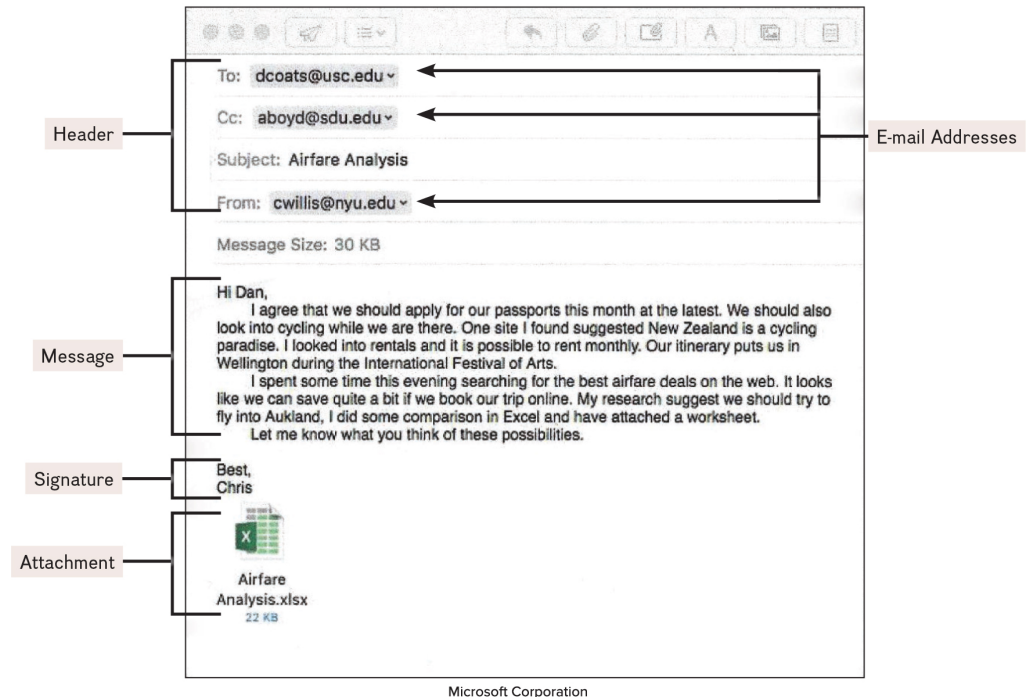 To: dcoats@usc.edu
Cc: aboyd@sdu.edu
Header
E-mail Addresses
Subject: Airfare Analysis
From: cwillis@nyu.edu
Message Size: 30 KB
Hi Dan,
I agree that we should apply for our passports this month at the latest. We should also
look into cycling while we are there. One site I found suggested New Zealand is a cycling
paradise. I looked into rentals and it is possible to rent monthly. Our itinerary puts us in
Message
Wellington during the International Festival of Arts.
I spent some time this evening searching for the best airfare deals on the web. It looks
like we can save quite a bit if we book our trip online. My research suggest we should try to
fly into Aukland, I did some comparison in Excel and have attached a worksheet.
Let me know what you think of these possibilities.
Signature
Best,
Chris
Attachment
X
Airfare
Analysis.xlsx
22 KB
Microsoft Corporation